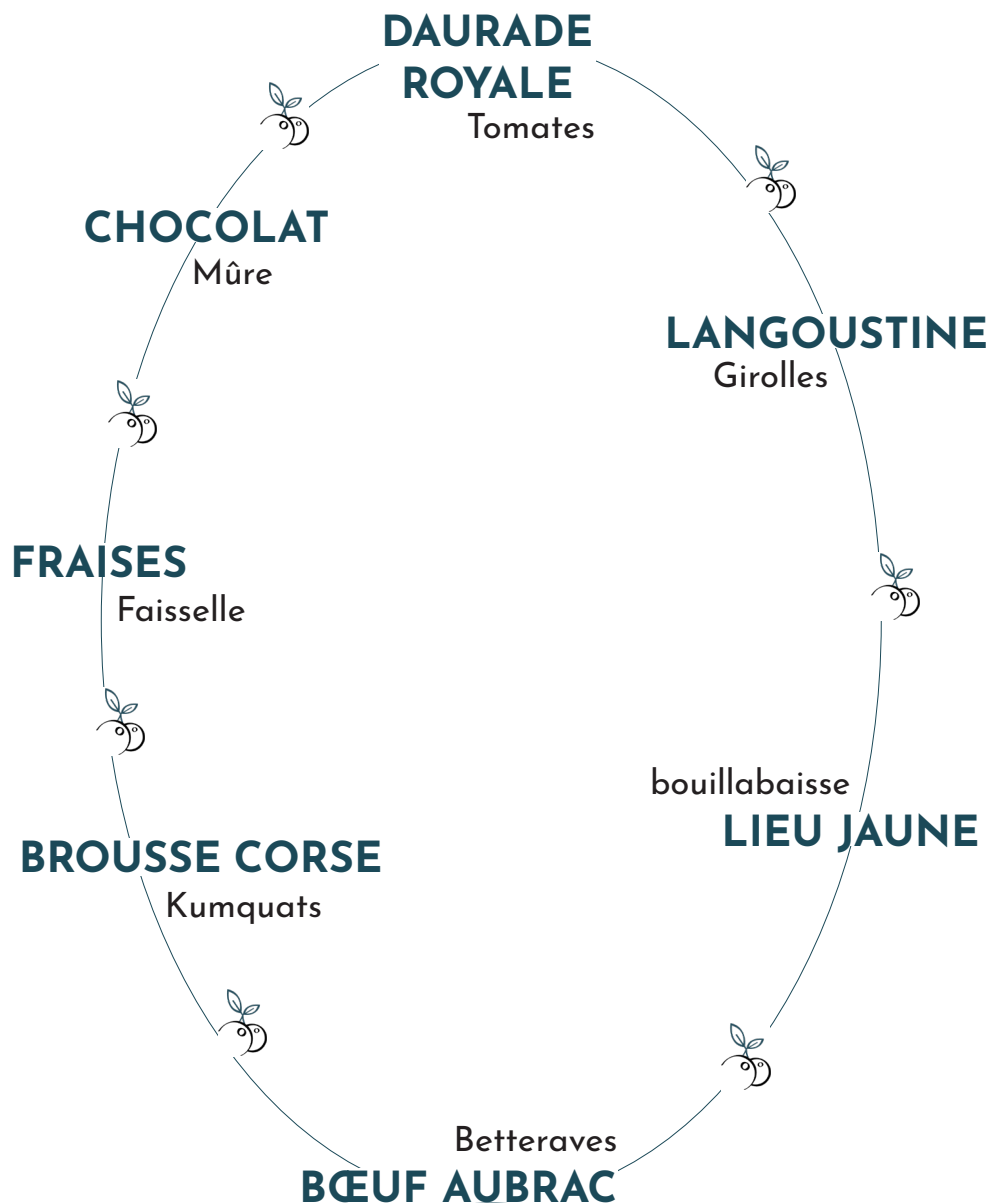 DAURADE
ROYALE
Tomates
LANGOUSTINE
Girolles
bouillabaisse
LIEU JAUNE
Betteraves
BŒUF AUBRAC
BROUSSE CORSE
Kumquats
FRAISES
Faisselle
CHOCOLAT
Mûre